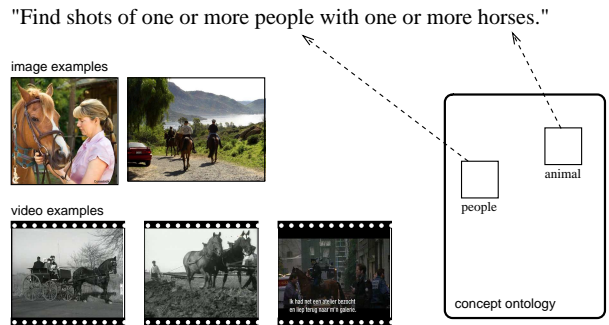 "Find shots of one or more people with one or more horses."
image examples
animal
people
video examples
Ik had net een atelier bezocht
en liep terug naar m'n galerie.
concept ontology